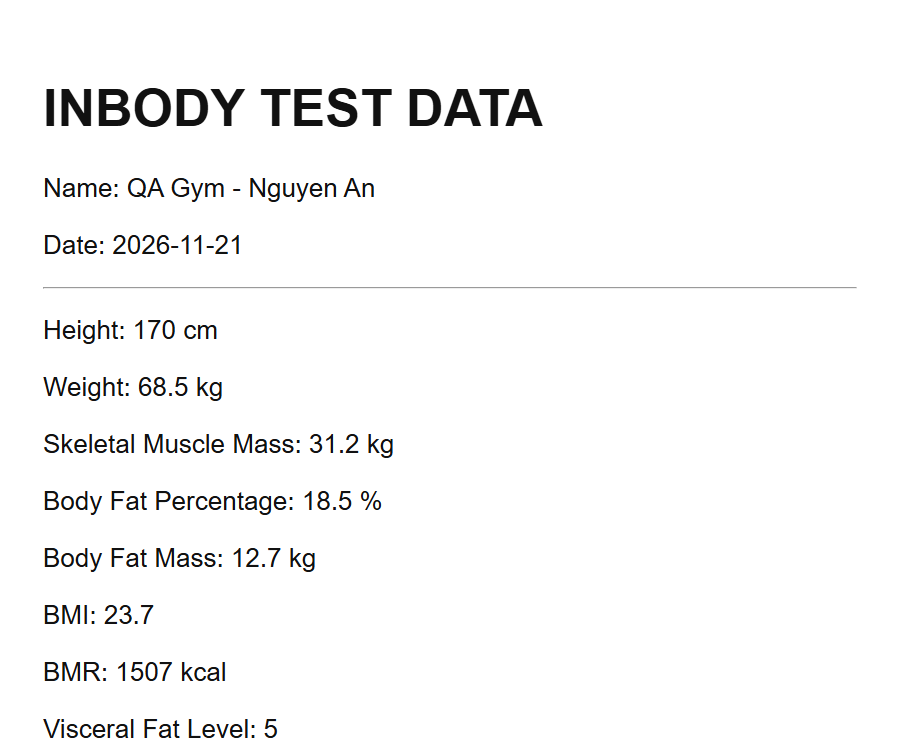 INBODY TEST DATA
Name: QA Gym - Nguyen An
Date: 2026-11-21
Height: 170 cm
Weight: 68.5 kg
Skeletal Muscle Mass: 31.2 kg
Body Fat Percentage: 18.5 %
Body Fat Mass: 12.7 kg
BMI: 23.7
BMR: 1507 kcal
Visceral Fat Level: 5